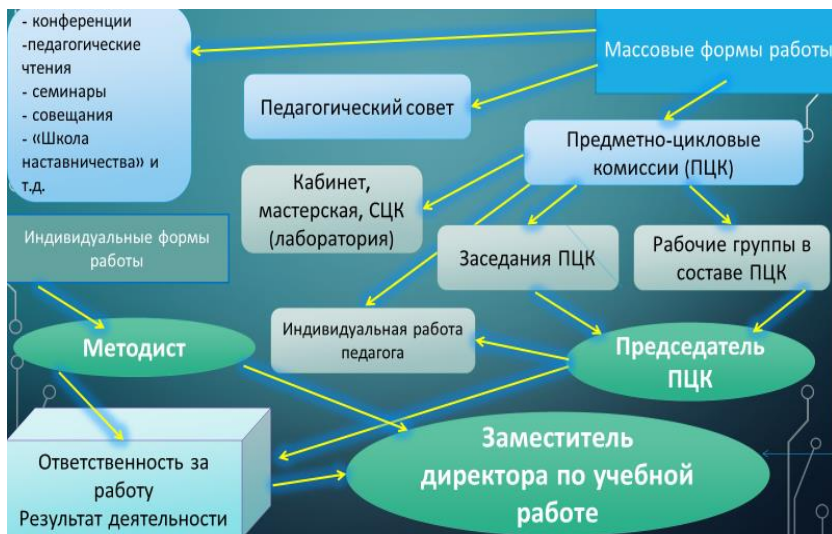 - конференции
-педагогические
чтения
- семинары
- совещания
- «Школа
наставничества» и
т.д.
Массовые формы работы
Педагогический совет
Предметно-цикловые
комиссии (ПЦК)
Кабинет,
мастерская, СЦК
(лаборатория)
Индивидуальные формы
работы
Заседания ПЦК
Рабочие группы в
составе ПЦК
Методист
Индивидуальная работа
педагога
Председатель
ПЦК
Ответственность за
работу
Результат деятельности
Заместитель
директора по учебной
работе